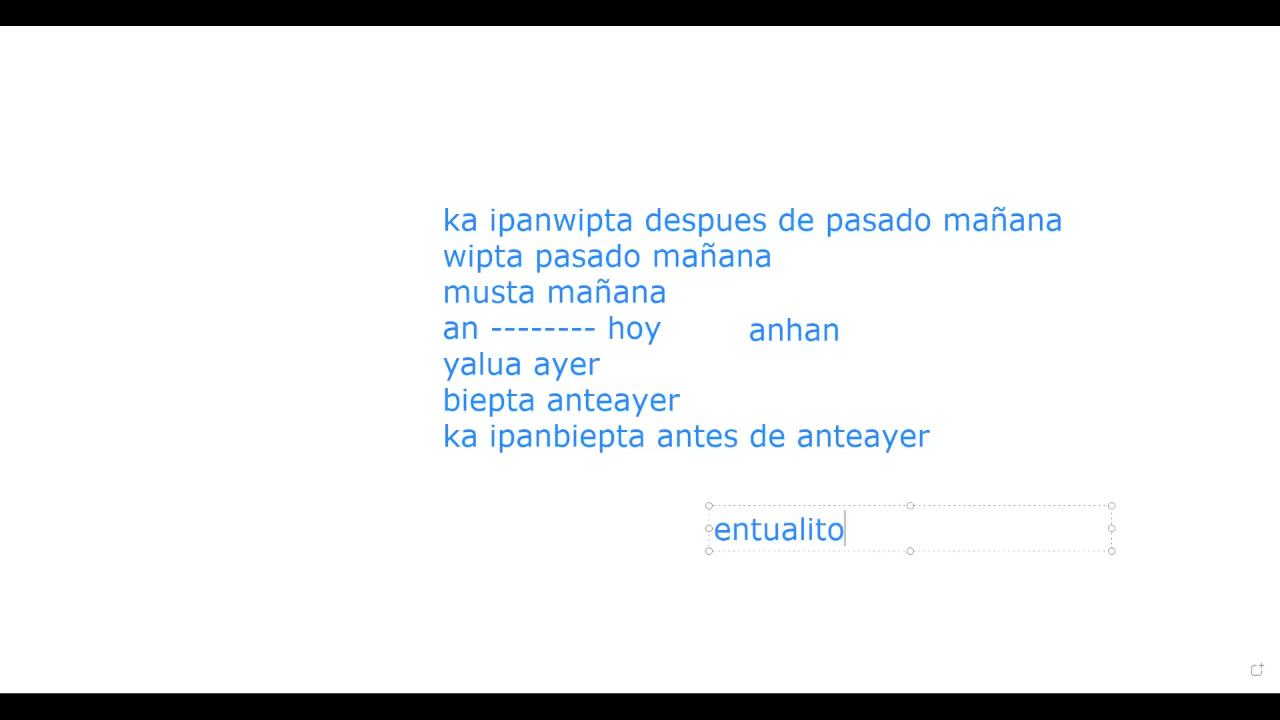 ka ipanwipta despues de pasado mañana
wipta pasado mañana
musta mañana
an -------- hoy anhan
yalua ayer
biepta anteayer
ka ipanbiepta antes de anteayer
entualito